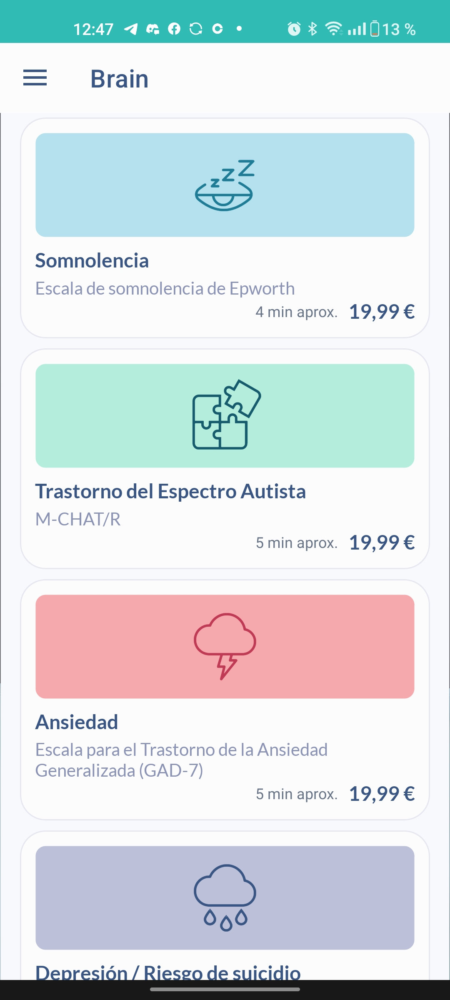 12:47
13 %
Brain
z z Z
Somnolencia
Escala de somnolencia de Epworth
4 min aprox. 19,99 €
Trastorno del Espectro Autista
M-CHAT/R
5 min aprox. 19,99 €
Ansiedad
Escala para el Trastorno de la Ansiedad
Generalizada (GAD-7)
5 min aprox. 19,99 €
Depresión / Riesgo de suicidio